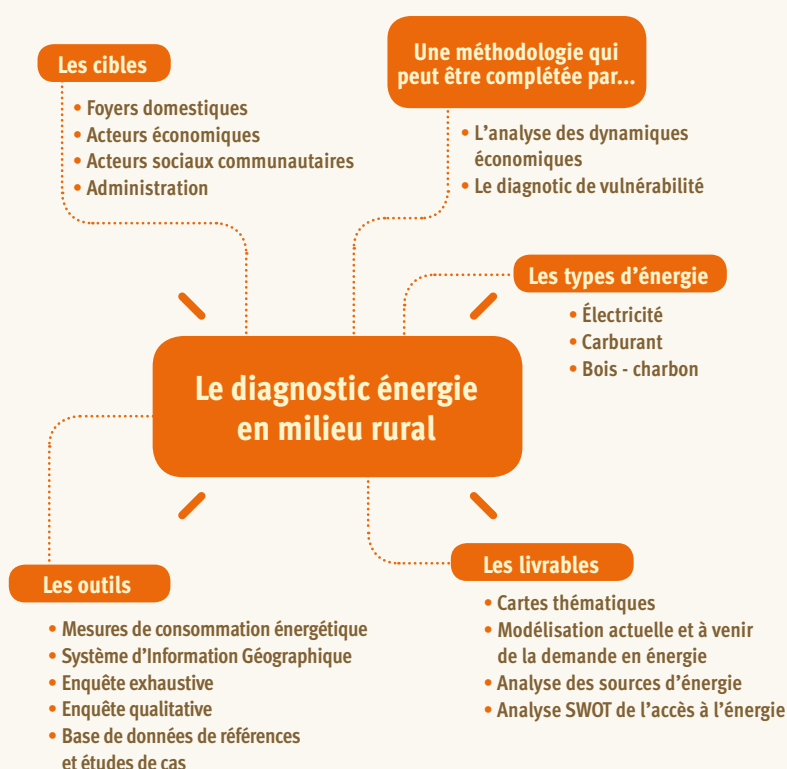 Les cibles
• Foyers domestiques
• Acteurs économiques
• Acteurs sociaux communautaires
• Administration
Une méthodologie qui
peut être complétée par...
• L'analyse des dynamiques
économiques
• Le diagnotic de vulnérabilité
Les types d'énergie
• Électricité
• Carburant
• Bois - charbon
Le diagnostic énergie
en milieu rural
Les outils
• Mesures de consommation énergétique
• Système d'Information Géographique
• Enquête exhaustive
• Enquête qualitative
• Base de données de références
et études de cas
Les livrables
• Cartes thématiques
• Modélisation actuelle et à venir
de la demande en énergie
• Analyse des sources d'énergie
• Analyse SWOT de l'accès à l'énergie